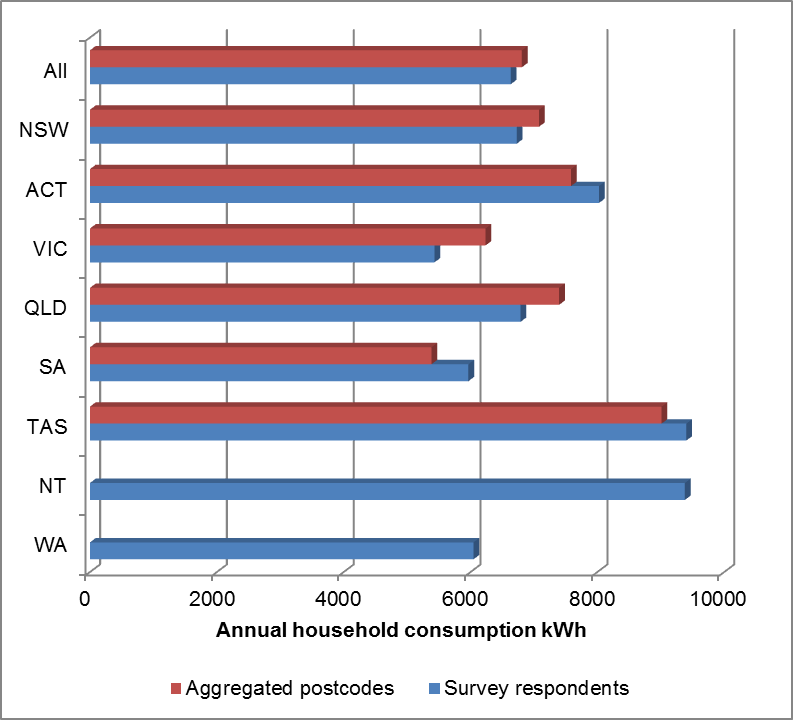 All
NSW
ACT
VIC
QLD
SA
TAS
NT
WA
0 2000 4000 6000 8000 10000
Annual household consumption kWh
Aggregated postcodes Survey respondents